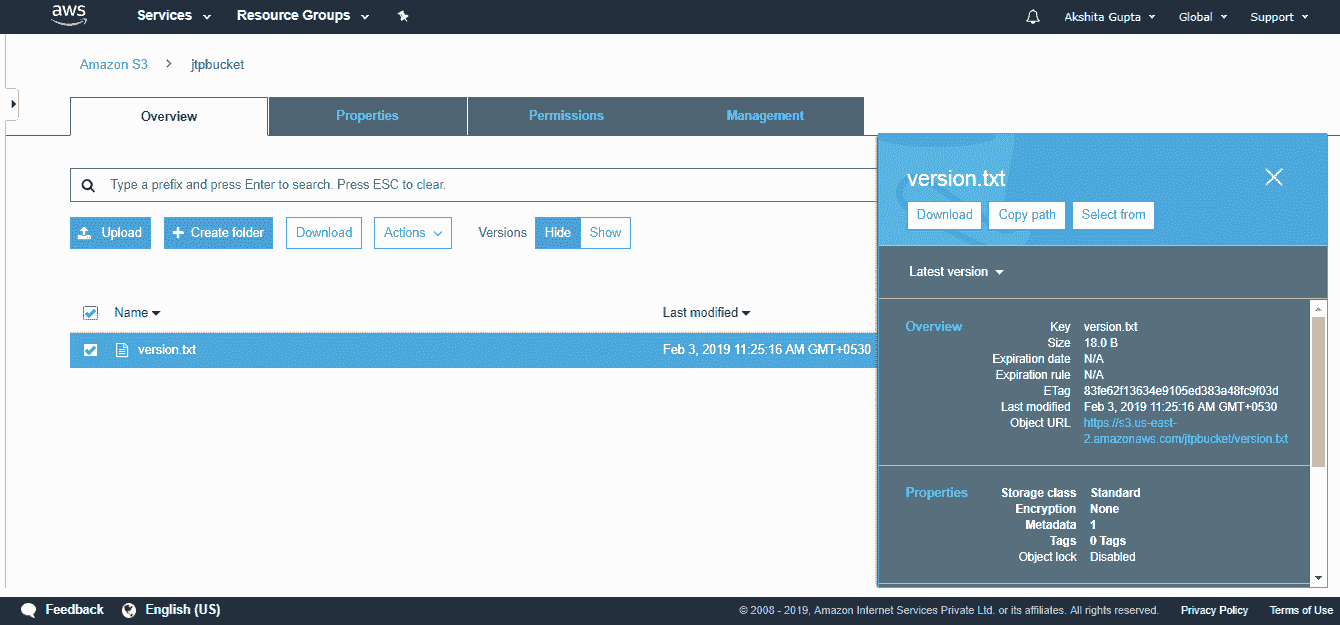 aws Services Resource Groups Akshita Gupta Global Support
Amazon S3 > jtpbucket
Overview Properties Permissions Management
Type a prefix and press Enter to search. Press ESC to clear.
Upload Create folder Download Actions Versions Hide Show
Name Last modified
version.txt Feb 3, 2019 11:25:16 AM GMT+0530
version.txt
Download Copy path Select from
Latest version
Overview Key version.txt
Size 18.0 B
Expiration date N/A
Expiration rule N/A
ETag 83fe62f13634e9105ed383a48fc9f03d
Last modified Feb 3, 2019 11:25:16 AM GMT+0530
Object URL https://s3.us-east-
2.amazonaws.com/jtpbucket/version.txt
Properties Storage class Standard
Encryption None
Metadata 1
Tags 0 Tags
Object lock Disabled
Feedback English (US) © 2008 - 2019, Amazon Internet Services Private Ltd. or its affiliates. All rights reserved. Privacy Policy Terms of Use